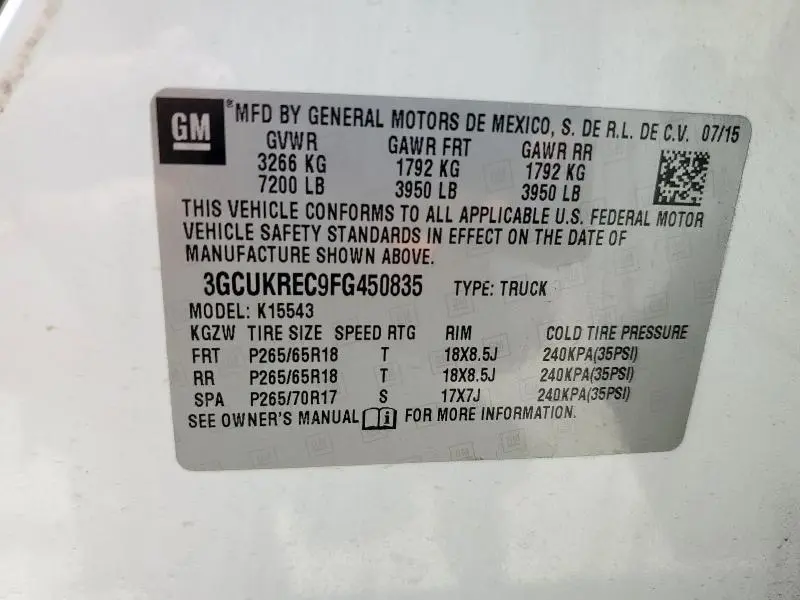 GM
®MFD BY GENERAL MOTORS DE MEXICO, S. DE R.L. DE C.V. 07/15
GVWR GAWR FRT GAWR RR
3266 KG 1792 KG 1792 KG
7200 LB 3950 LB 3950 LB
THIS VEHICLE CONFORMS TO ALL APPLICABLE U.S. FEDERAL MOTOR
VEHICLE SAFETY STANDARDS IN EFFECT ON THE DATE OF
MANUFACTURE SHOWN ABOVE.
3GCUKREC9FG450835 TYPE: TRUCK
MODEL: K15543
KGZW TIRE SIZE SPEED RTG RIM COLD TIRE PRESSURE
FRT P265/65R18 T 18X8.5J 240KPA(35PSI)
RR P265/65R18 T 18X8.5J 240KPA(35PSI)
SPA P265/70R17 S 17X7J 240KPA(35PSI)
SEE OWNER'S MANUAL i FOR MORE INFORMATION.